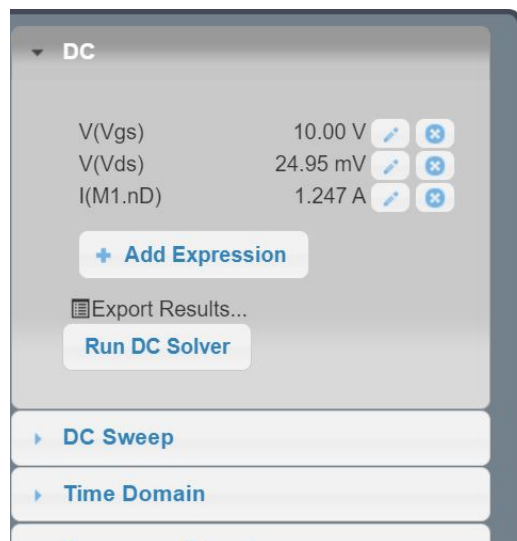 DC
V(Vgs) 10.00 V
V(Vds) 24.95 mV
I(M1.nD) 1.247 A
+ Add Expression
Export Results...
Run DC Solver
DC Sweep
Time Domain